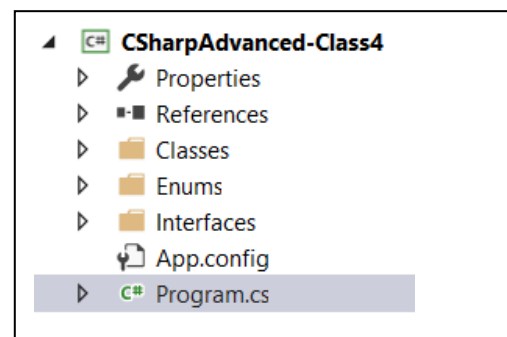 C# CSharpAdvanced-Class4
Properties
References
Classes
Enums
Interfaces
App.config
C# Program.cs